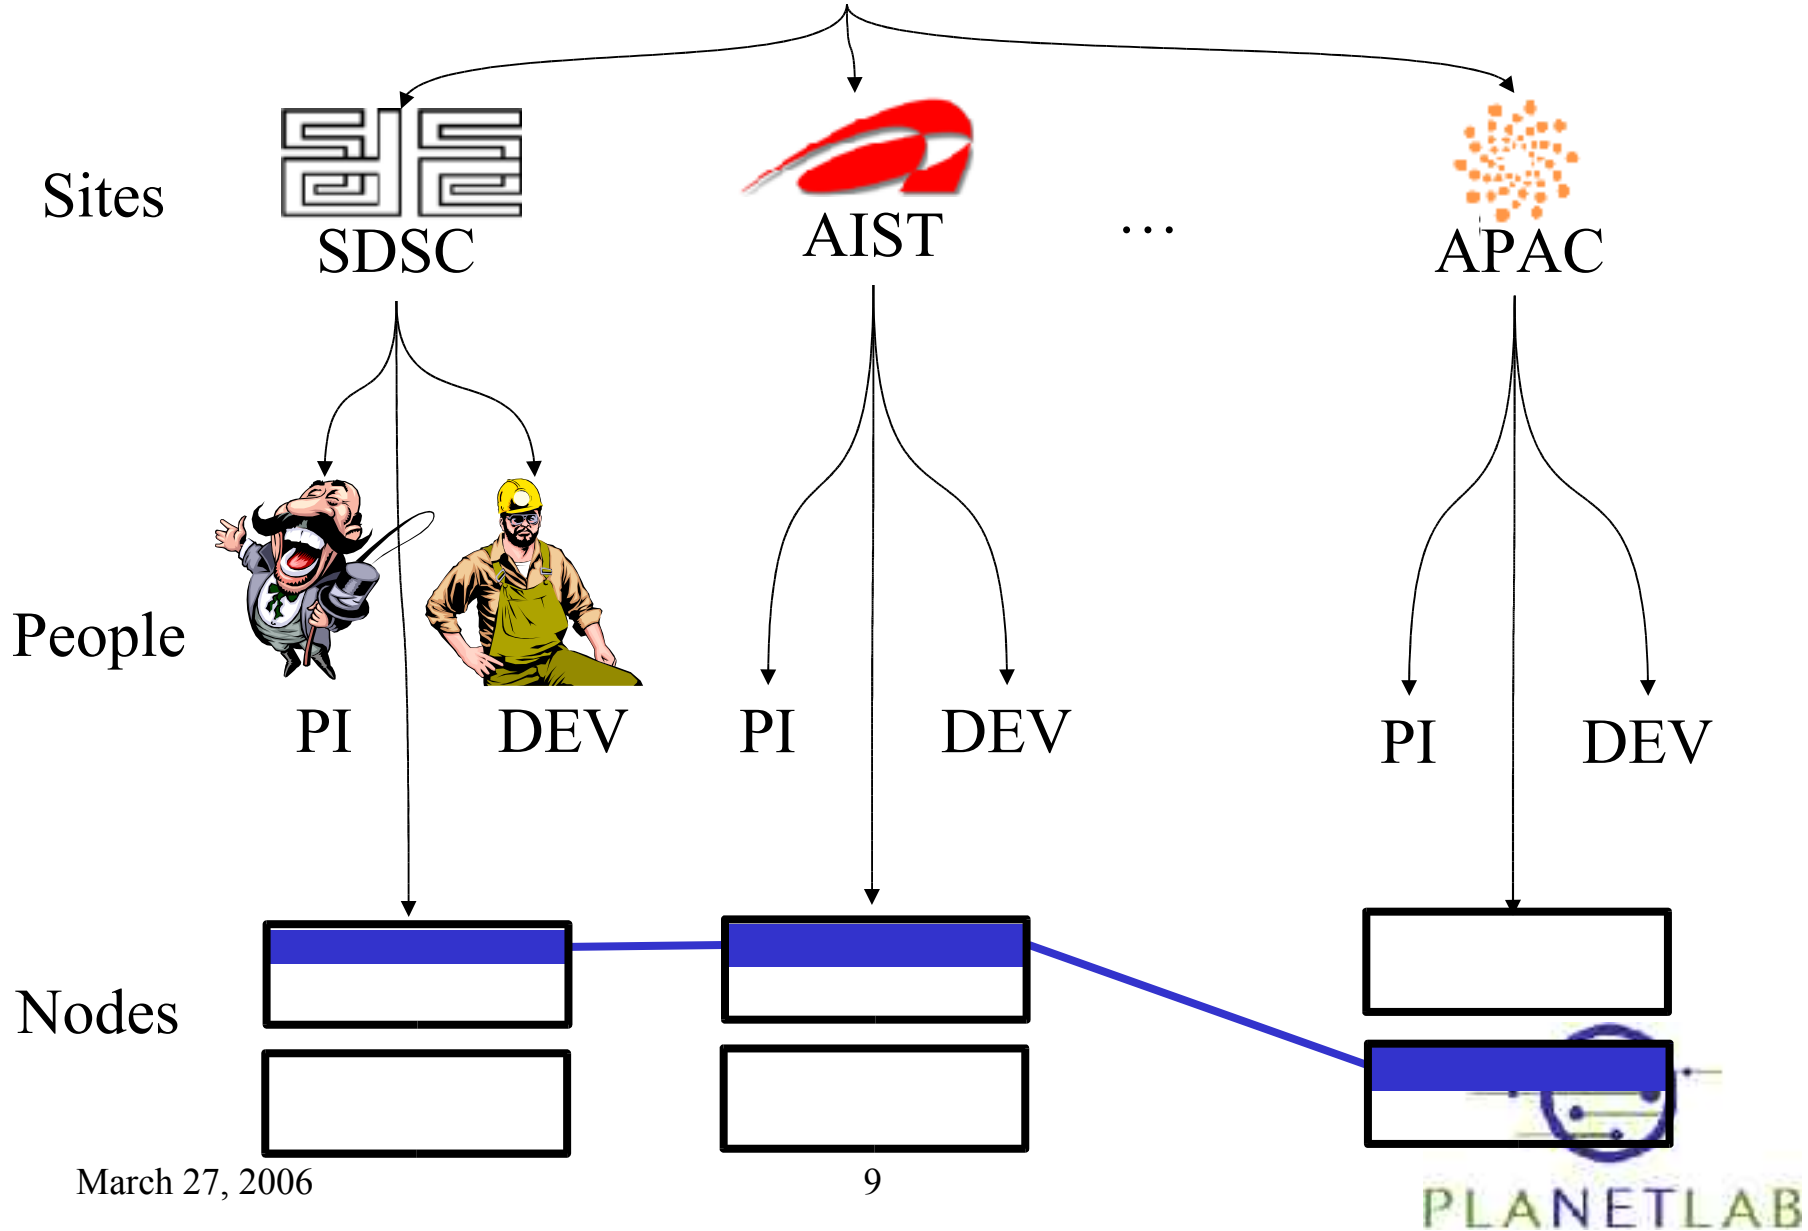 Sites
SDSC
AIST
...
APAC
People
PI
DEV
PI
DEV
PI
DEV
Nodes
March 27, 2006
9
PLANETLAB